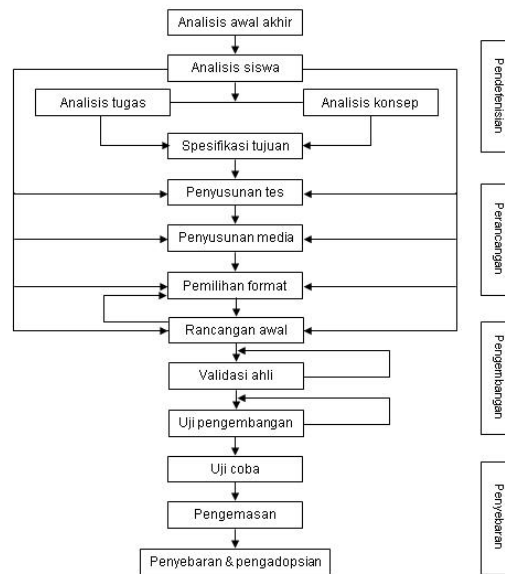 Analisis awal akhir
Analisis siswa
Analisis tugas
Analisis konsep
Spesifikasi tujuan
Penyusunan tes
Penyusunan media
Pemilihan format
Rancangan awal
Validasi ahli
Uji pengembangan
Uji coba
Pengemasan
Penyebaran & pengadopsian
Pendefenisian
Perancangan
Pengembangan
Penyebaran